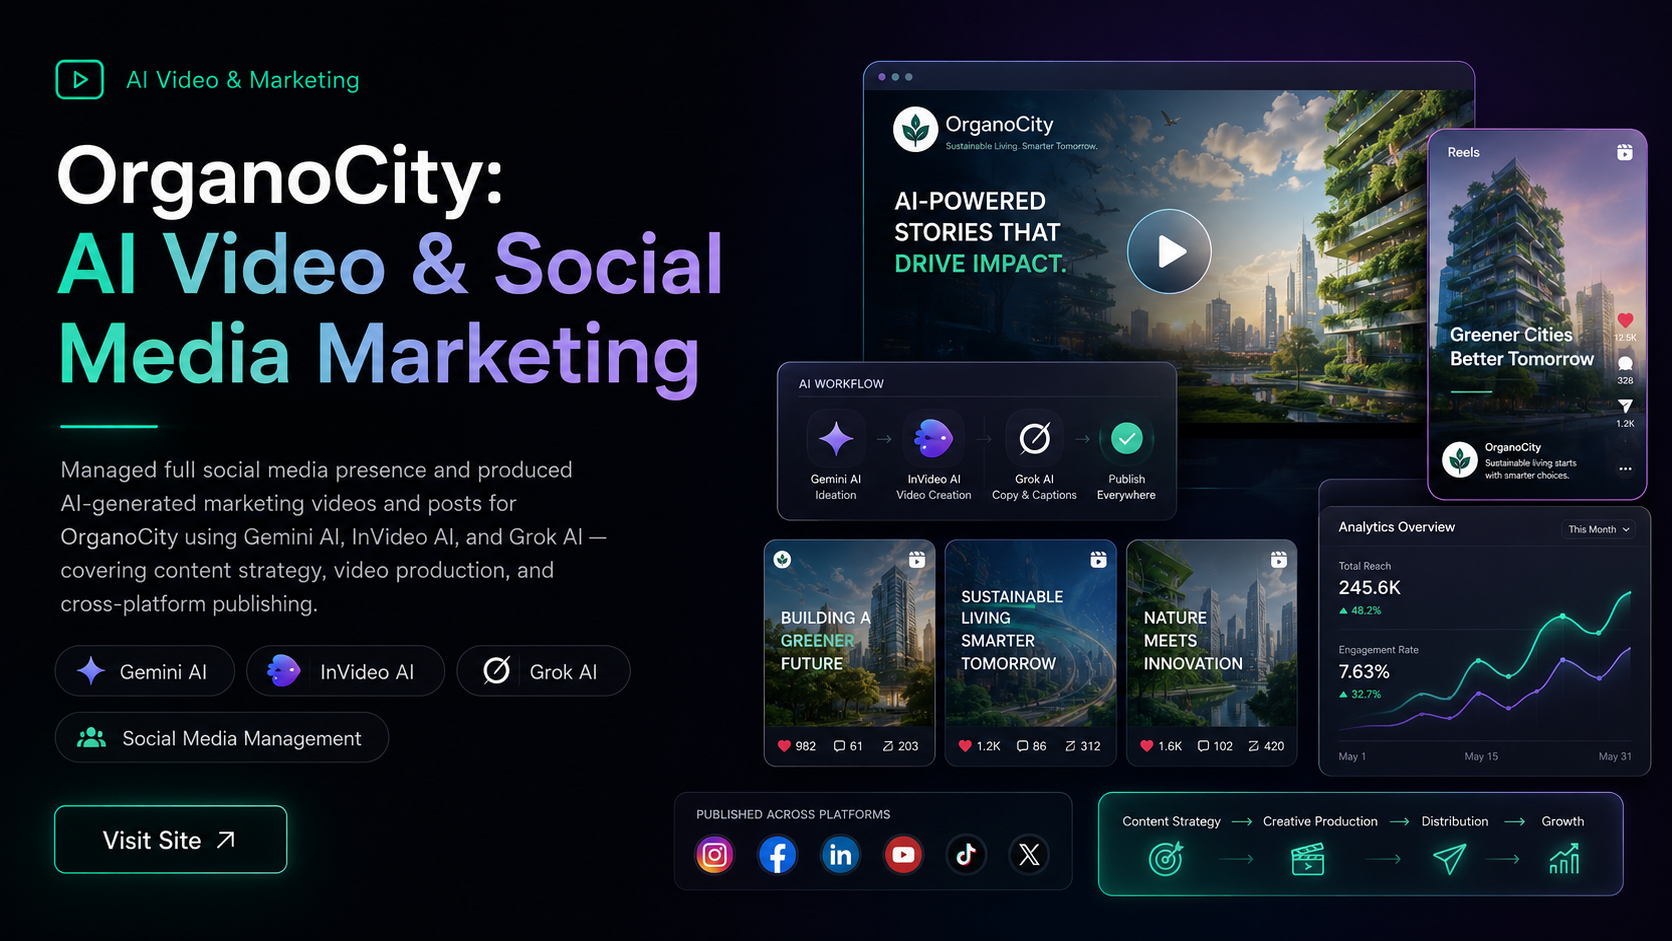 AI Video & Marketing
OrganoCity:
AI Video & Social
Media Marketing
Managed full social media presence and produced
AI-generated marketing videos and posts for
OrganoCity using Gemini AI, InVideo AI, and Grok AI —
covering content strategy, video production, and
cross-platform publishing.
Gemini AI
InVideo AI
Grok AI
Social Media Management
Visit Site
OrganoCity
Sustainable Living. Smarter Tomorrow.
AI-POWERED
STORIES THAT
DRIVE IMPACT.
Reels
Greener Cities
Better Tomorrow
12.5K
328
1.2K
OrganoCity
Sustainable living starts
with smarter choices.
AI WORKFLOW
Gemini AI
Ideation
InVideo AI
Video Creation
Grok AI
Copy & Captions
Publish
Everywhere
BUILDING A
GREENER
FUTURE
982 61 203
SUSTAINABLE
LIVING
SMARTER
TOMORROW
1.2K 86 312
NATURE
MEETS
INNOVATION
1.6K 102 420
Analytics Overview
This Month
Total Reach
245.6K
48.2%
Engagement Rate
7.63%
32.7%
May 1 May 15 May 31
PUBLISHED ACROSS PLATFORMS
Content Strategy → Creative Production → Distribution → Growth